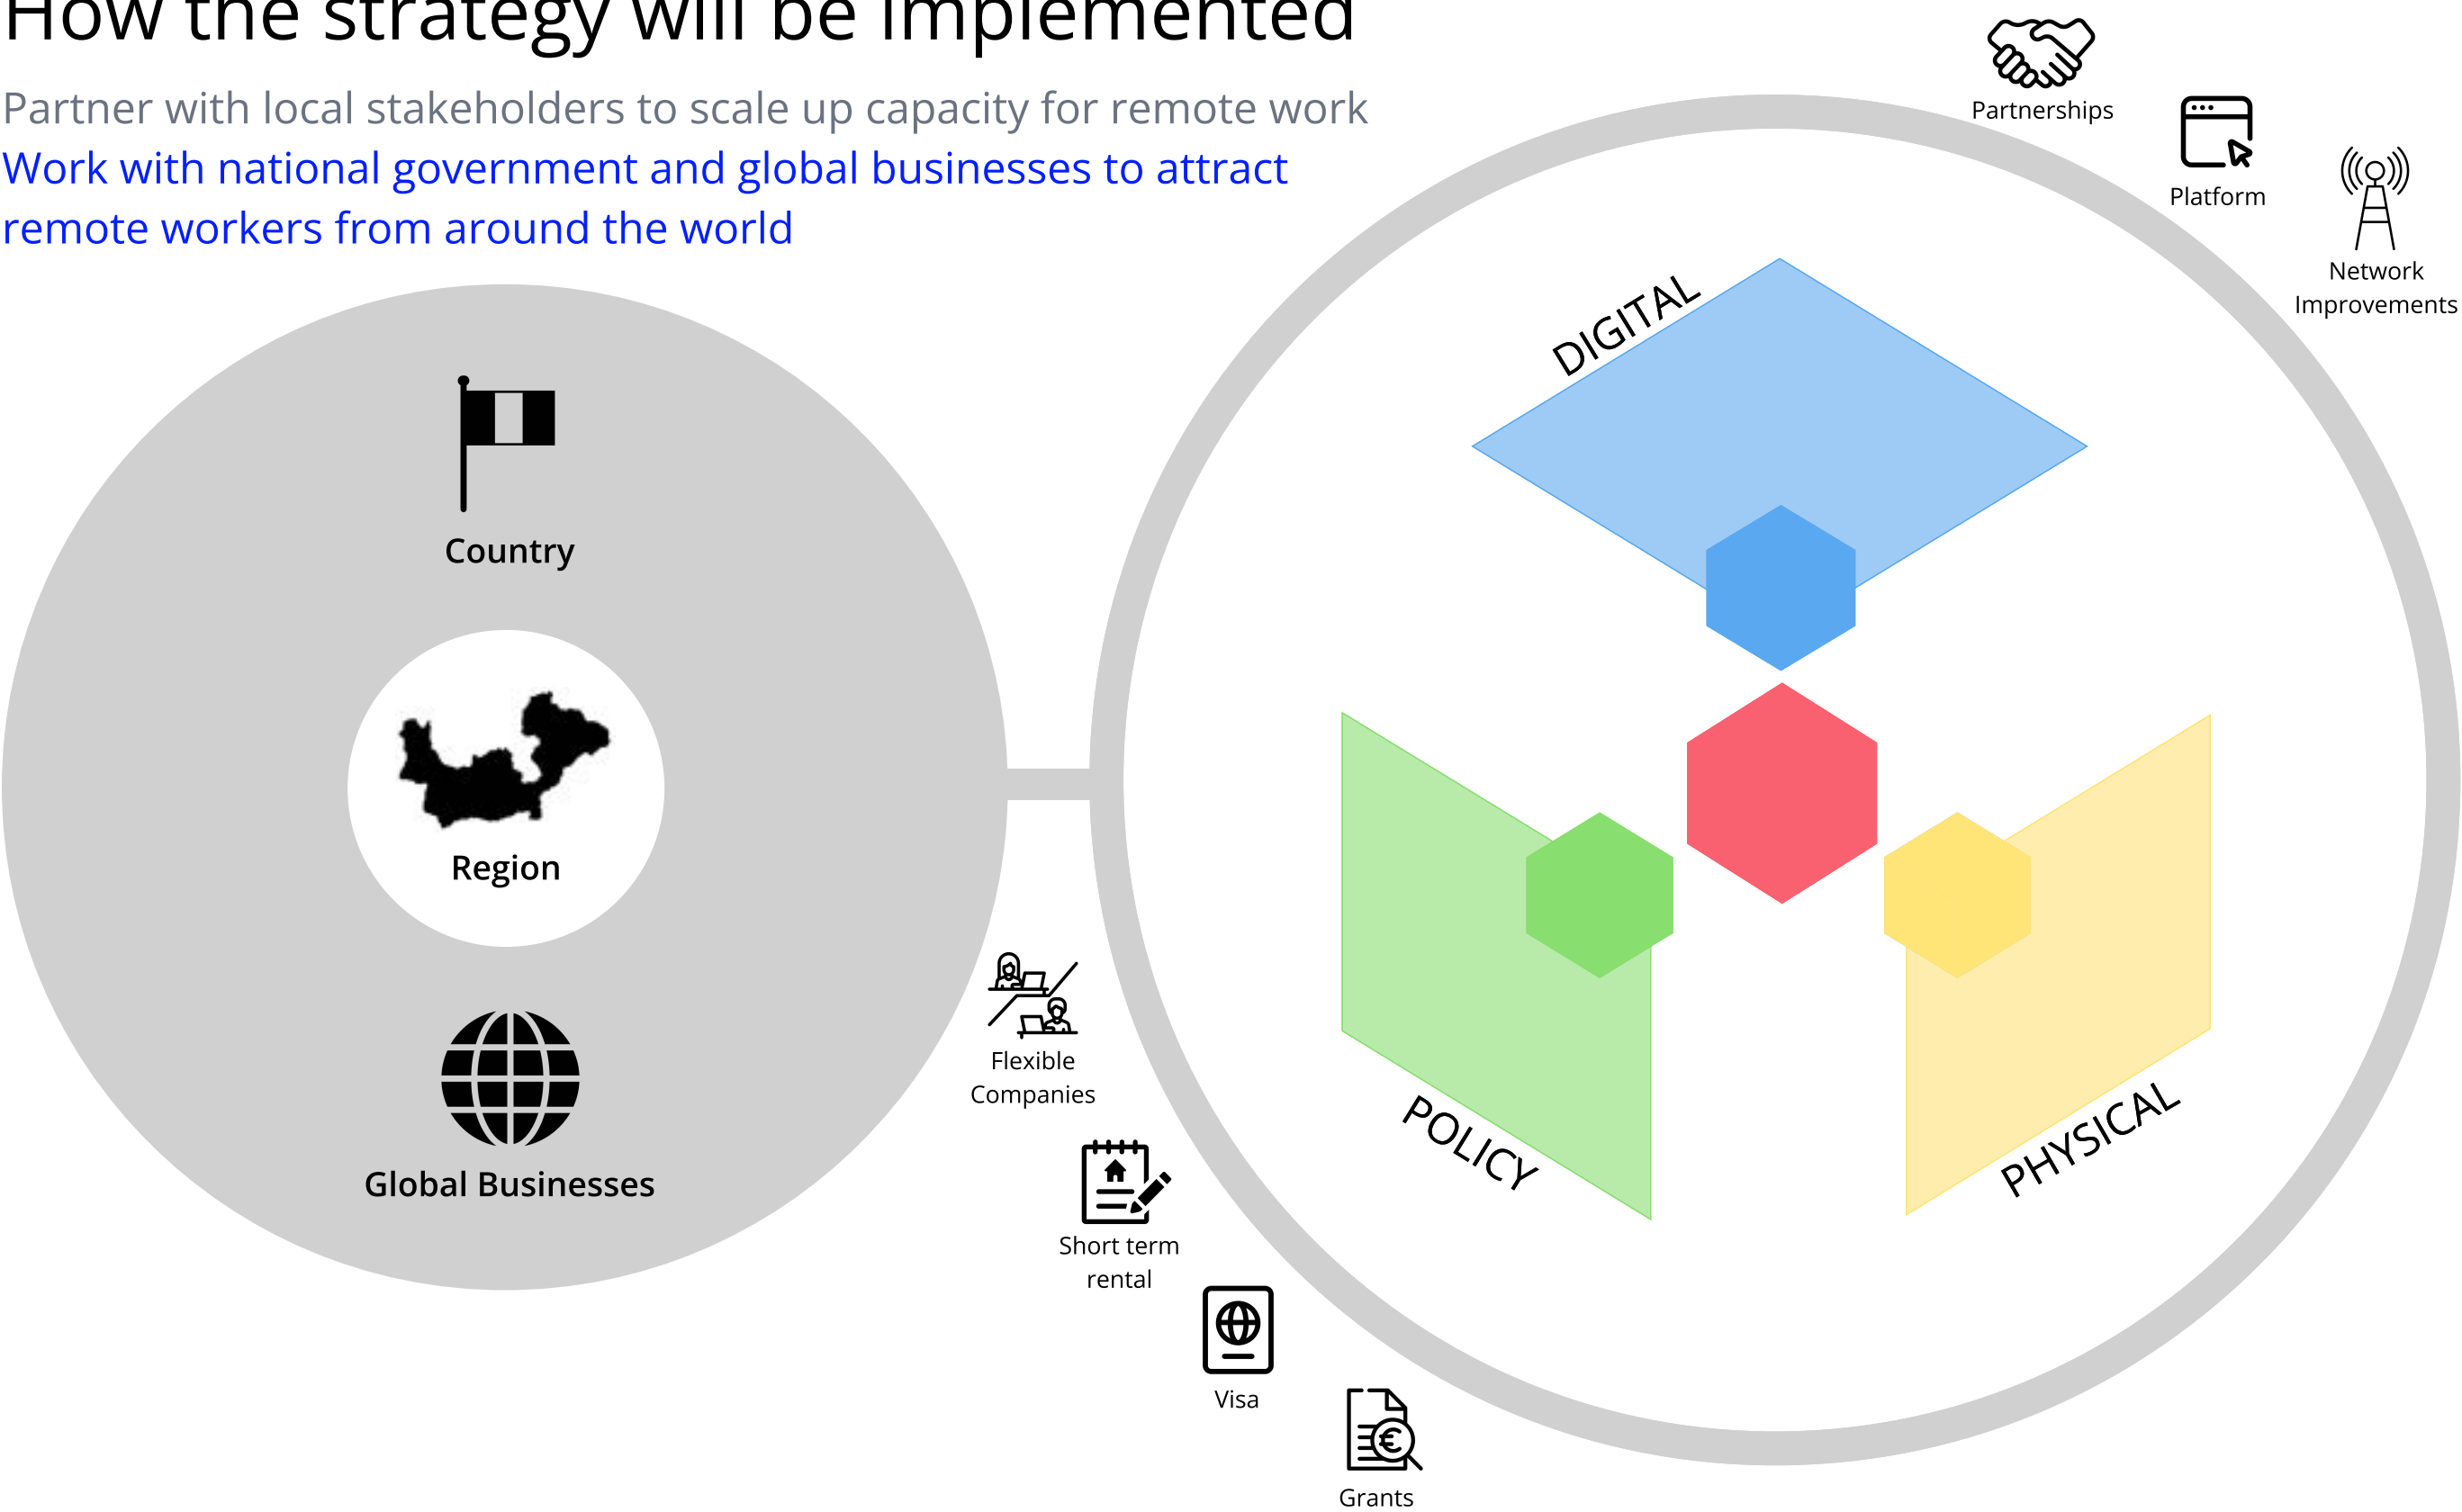 How the strategy will be implemented
Partner with local stakeholders to scale up capacity for remote work
Work with national government and global businesses to attract
remote workers from around the world
Partnerships
Platform
Network
Improvements
DIGITAL
Country
Region
Global Businesses
Flexible
Companies
Short term
rental
Visa
Grants
POLICY
PHYSICAL